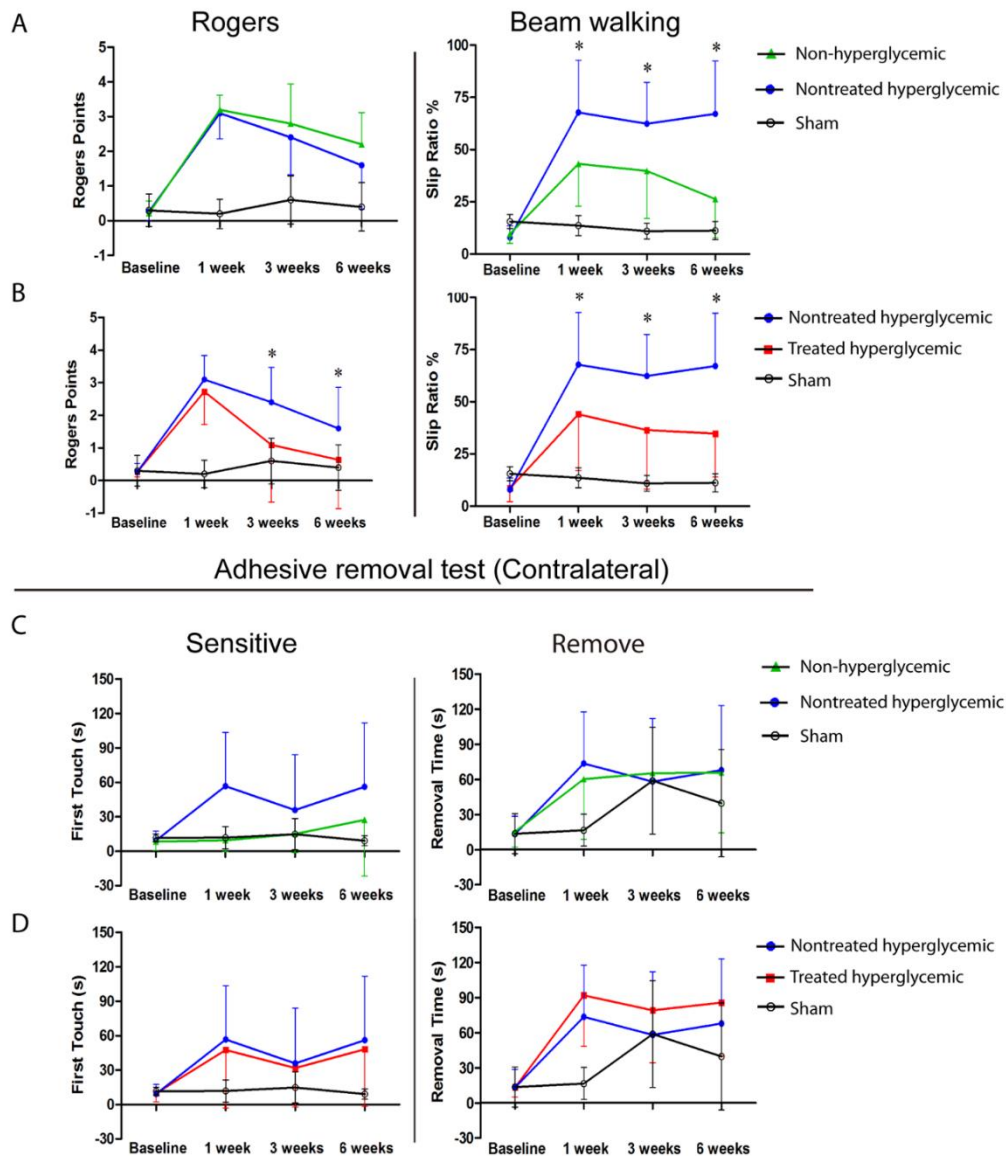 A
Rogers
Beam walking
Rogers Points
5
4
3
2
1
0
-1
Baseline 1 week 3 weeks 6 weeks
Slip Ratio %
100
75
50
25
0
* * *
Baseline 1 week 3 weeks 6 weeks
Non-hyperglycemic
Nontreated hyperglycemic
Sham
B
Rogers Points
5
4
3
2
1
0
-1
* *
Baseline 1 week 3 weeks 6 weeks
Slip Ratio %
100
75
50
25
0
* * *
Baseline 1 week 3 weeks 6 weeks
Nontreated hyperglycemic
Treated hyperglycemic
Sham
Adhesive removal test (Contralateral)
C
Sensitive
Remove
First Touch (s)
150
120
90
60
30
0
-30
Baseline 1 week 3 weeks 6 weeks
Removal Time (s)
150
120
90
60
30
0
-30
Baseline 1 week 3 weeks 6 weeks
Non-hyperglycemic
Nontreated hyperglycemic
Sham
D
First Touch (s)
150
120
90
60
30
0
-30
Baseline 1 week 3 weeks 6 weeks
Removal Time (s)
150
120
90
60
30
0
-30
Baseline 1 week 3 weeks 6 weeks
Nontreated hyperglycemic
Treated hyperglycemic
Sham